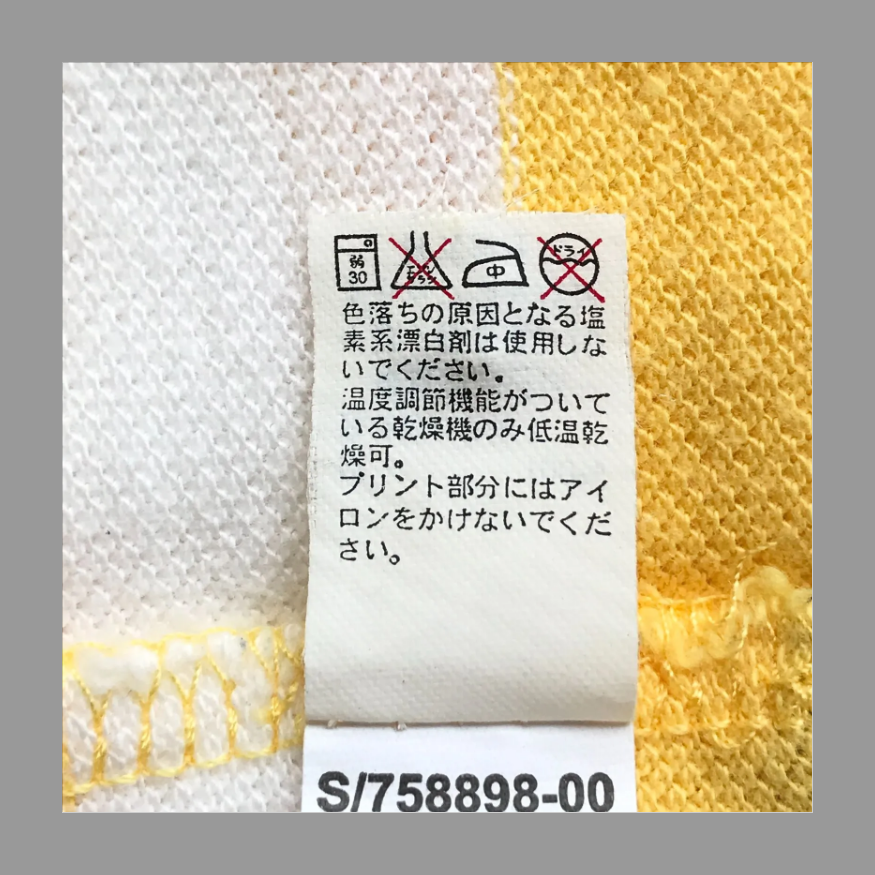 弱
30
エンソ
サラシ
中
ドライ
色落ちの原因となる塩
素系漂白剤は使用しな
いでください。
温度調節機能がついて
いる乾燥機のみ低温乾
燥可。
プリント部分にはアイ
ロンをかけないでくだ
さい。
S/758898-00